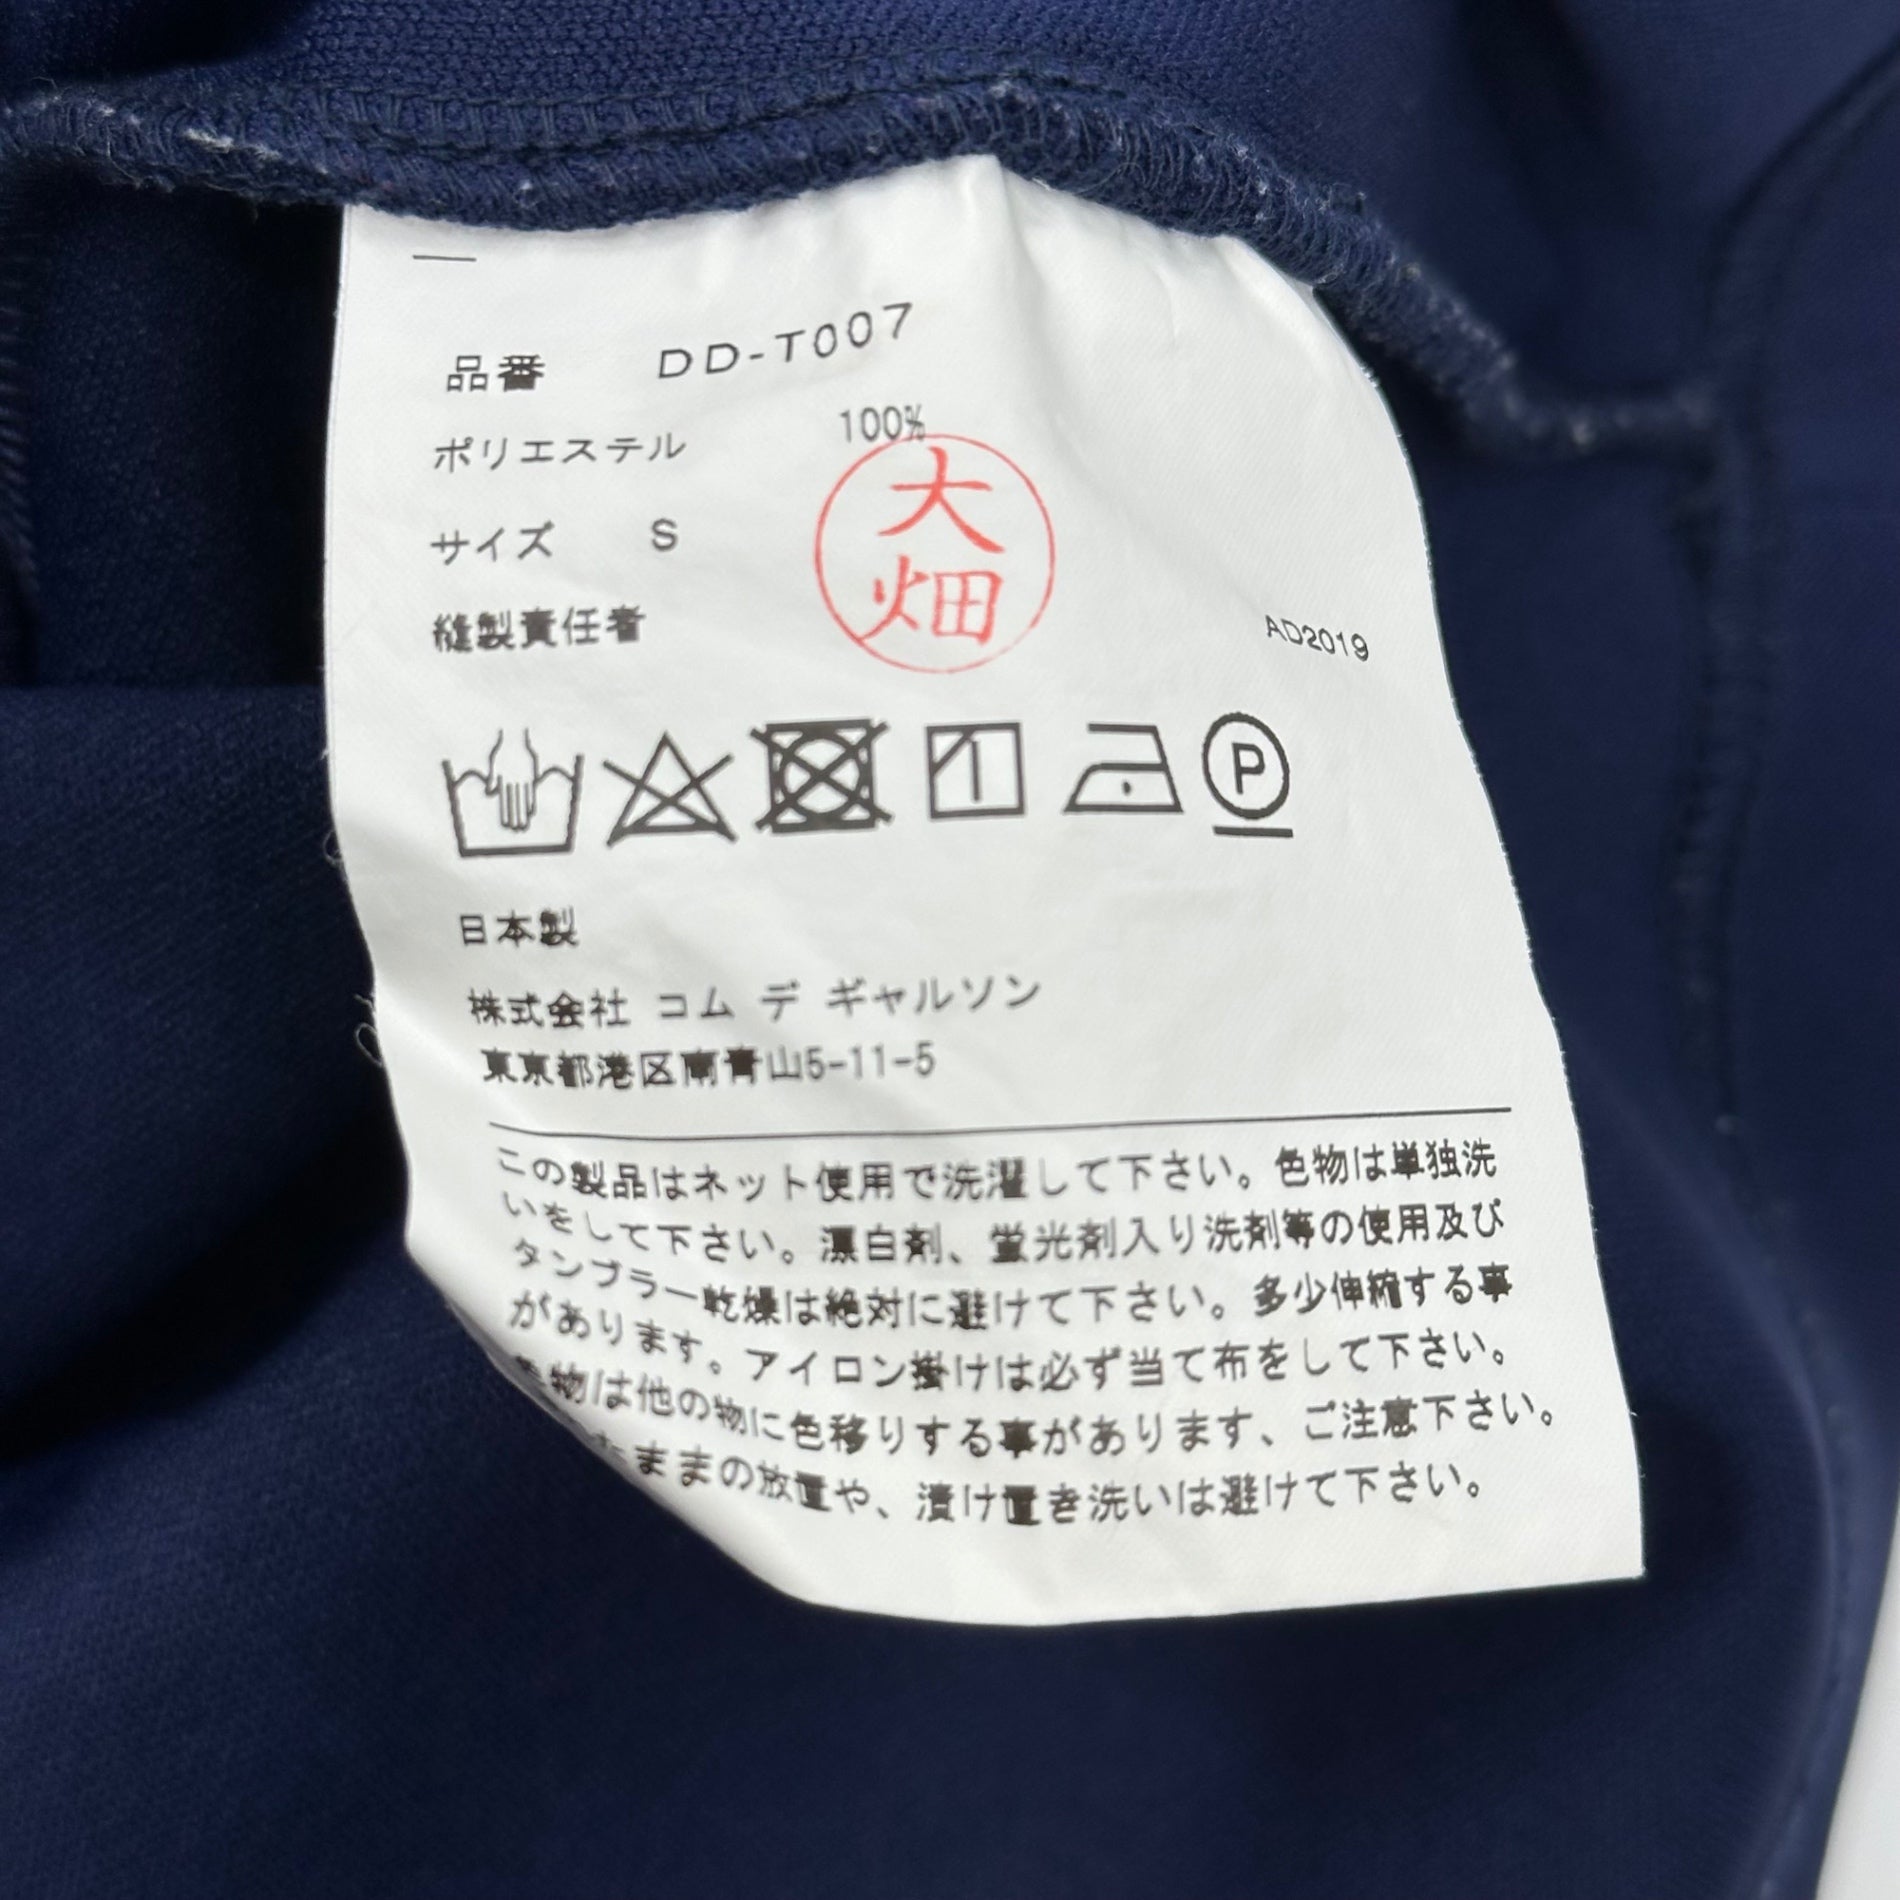 品番 DD-T007
ポリエステル 100%
サイズ S
縫製責任者
大畑
AD2019
P
日本製
株式会社 コム デ ギャルソン
東京都港区南青山5-11-5
この製品はネット使用で洗濯して下さい。色物は単独洗
いをして下さい。漂白剤、蛍光剤入り洗剤等の使用及び
タンブラー乾燥は絶対に避けて下さい。多少伸縮する事
があります。アイロン掛けは必ず当て布をして下さい。
物は他の物に色移りする事があります、ご注意下さい。
たままの放置や、漬け置き洗いは避けて下さい。